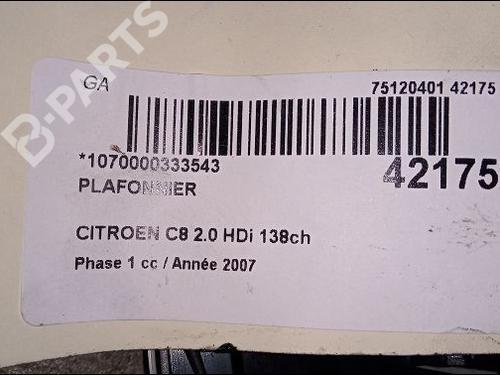 B-PARTS
GA
75120401 42175
*1070000333543
42175
PLAFONNIER
CITROEN C8 2.0 HDi 138ch
Phase 1 cc / Année 2007